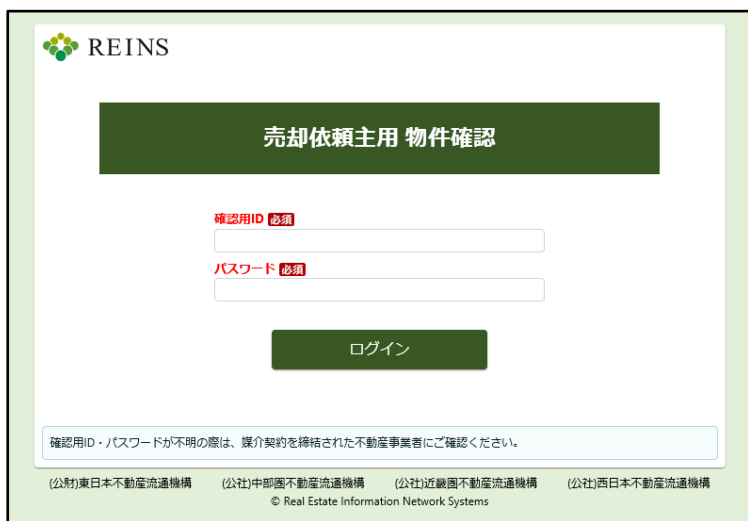 REINS
売却依頼主用 物件確認
確認用ID 必須
パスワード 必須
ログイン
確認用ID・パスワードが不明の際は、媒介契約を締結された不動産事業者にご確認ください。
(公財)東日本不動産流通機構 (公社)中部圏不動産流通機構 (公社)近畿圏不動産流通機構 (公社)西日本不動産流通機構
© Real Estate Information Network Systems